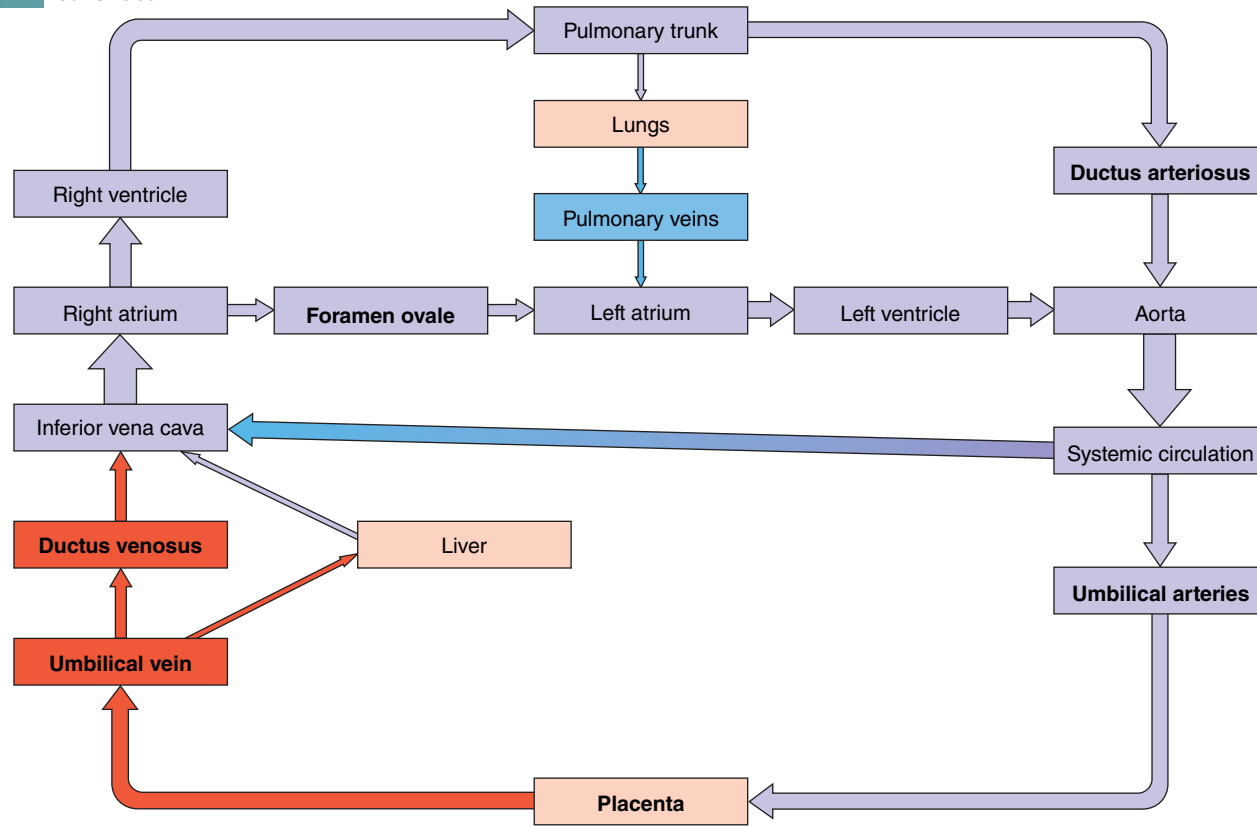 Pulmonary trunk
Lungs
Ductus arteriosus
Right ventricle
Pulmonary veins
Right atrium
Foramen ovale
Left atrium
Left ventricle
Aorta
Inferior vena cava
Systemic circulation
Ductus venosus
Liver
Umbilical arteries
Umbilical vein
Placenta